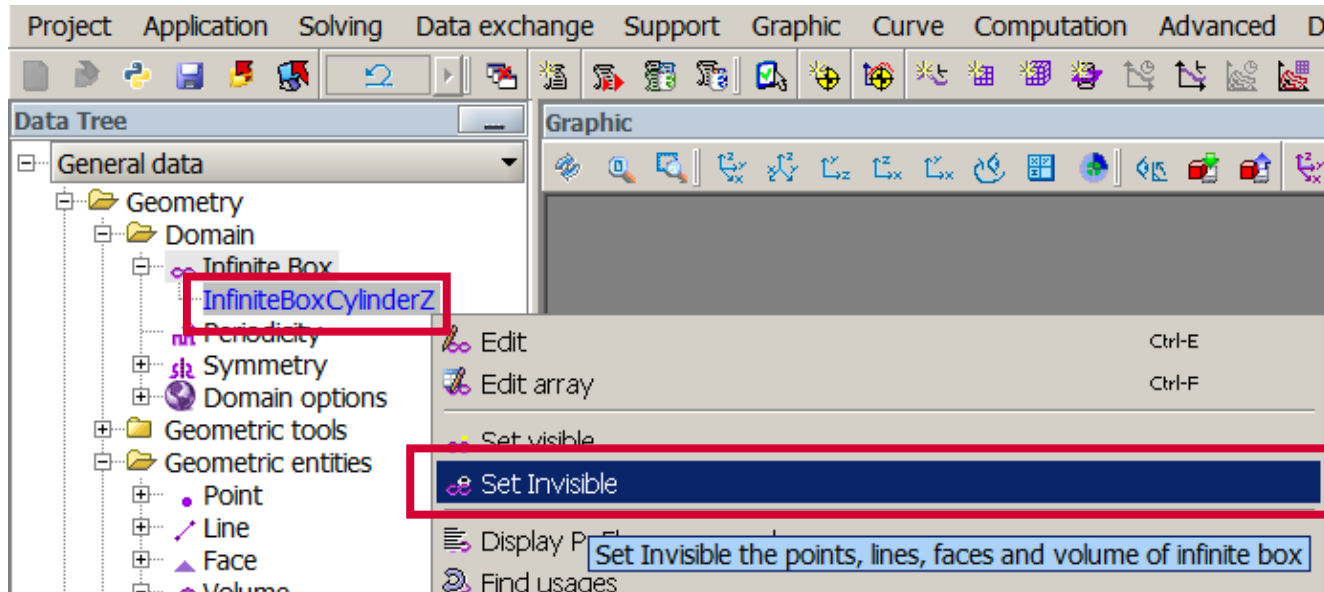 Project Application Solving Data exchange Support Graphic Curve Computation Advanced D
Data Tree
Graphic
General data
Geometry
Domain
Infinite Box
InfiniteBoxCylinderZ
Periodicity
Symmetry
Domain options
Geometric tools
Geometric entities
Point
Line
Face
Volume
Edit Ctrl-E
Edit array Ctrl-F
Set visible
Set Invisible
Display P
Set Invisible the points, lines, faces and volume of infinite box
Find usages